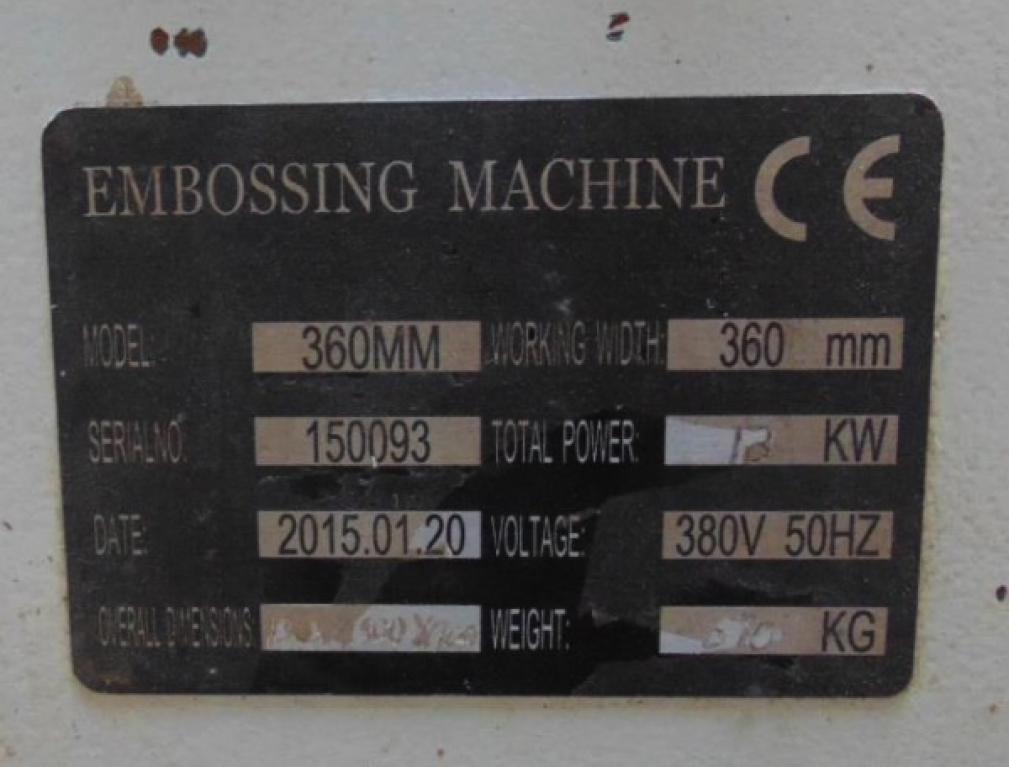 EMBOSSING MACHINE CE
MODEL: 360MM WORKING WIDTH: 360 mm
SERIALNO: 150093 TOTAL POWER: KW
DATE: 2015.01.20 VOLTAGE: 380V 50HZ
OVERALL DIMENSIONS WEIGHT: KG